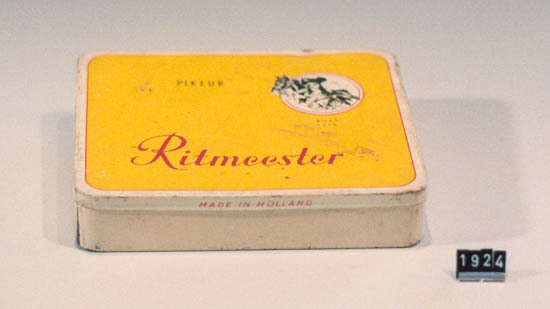 PIKEUR
Ritmeester
MADE IN HOLLAND
1924